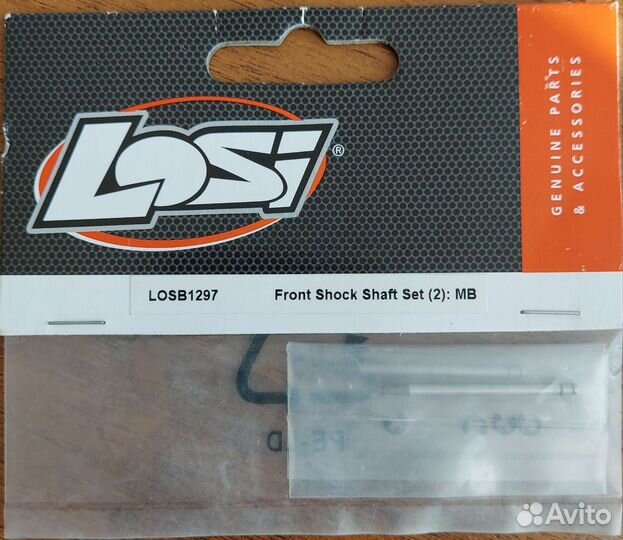 LOSi®
GENUINE PARTS
& ACCESSORIES
LOSB1297 Front Shock Shaft Set (2): MB
Avito